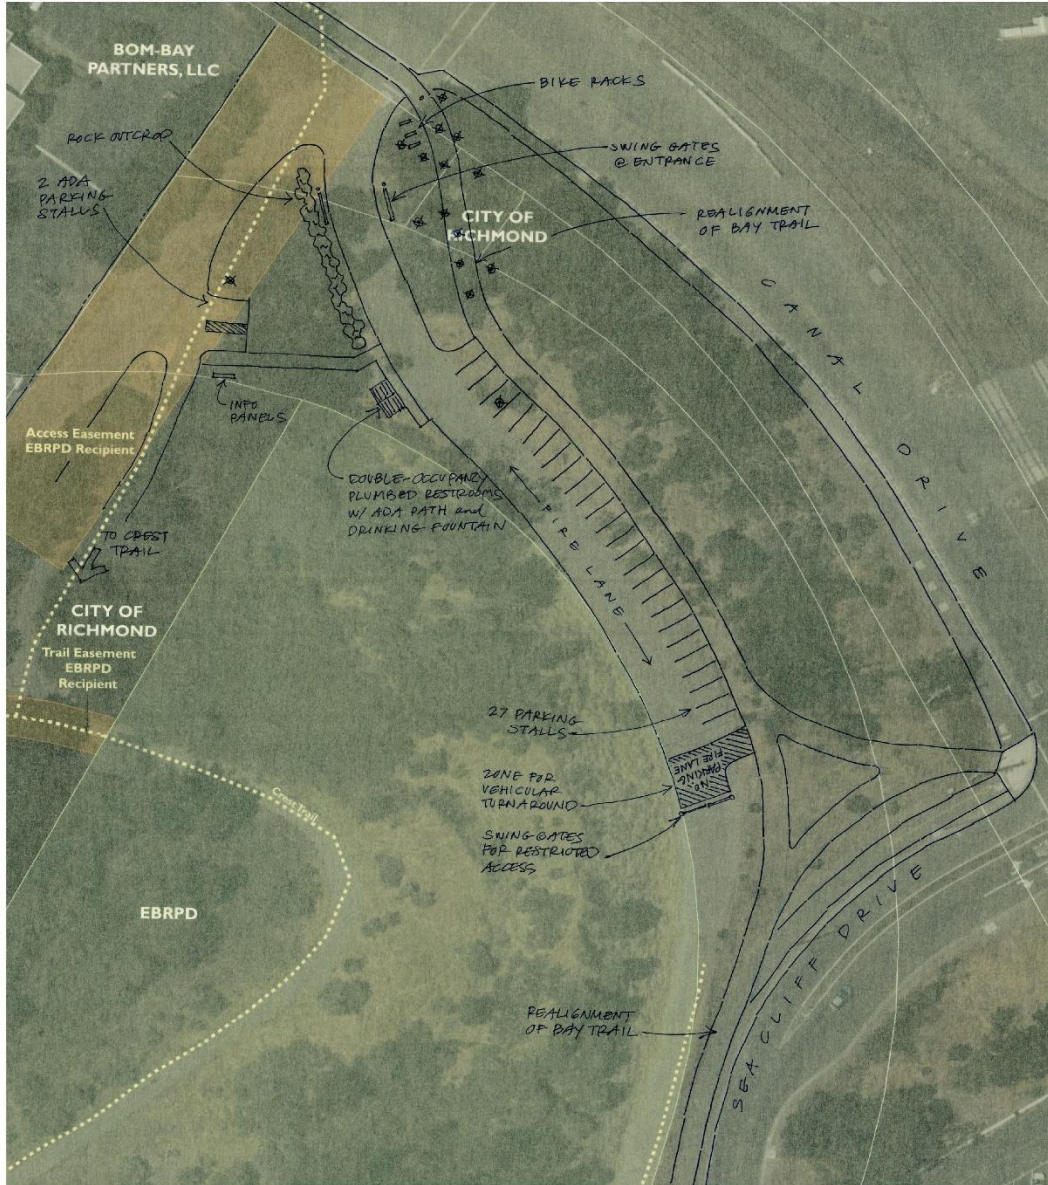 BOM-BAY
PARTNERS, LLC
BIKE RACKS
ROCK OUTCROP
SWING GATES
@ ENTRANCE
2 ADA
PARKING
STALLS
CITY OF
RICHMOND
REALIGNMENT
OF BAY TRAIL
CANAL DRIVE
INFO
PANELS
Access Easement
EBRPD Recipient
DOUBLE-OCCUPANCY
PLUMBED RESTROOMS
W/ ADA PATH and
DRINKING FOUNTAIN
FIRE LANE
TO CREST
TRAIL
CITY OF
RICHMOND
Trail Easement
EBRPD
Recipient
27 PARKING
STALLS
NO
PARKING
FIRE LANE
ZONE FOR
VEHICULAR
TURNAROUND
Crest Trail
SWING GATES
FOR RESTRICTED
ACCESS
EBRPD
SEACLIFF DRIVE
REALIGNMENT
OF BAY TRAIL